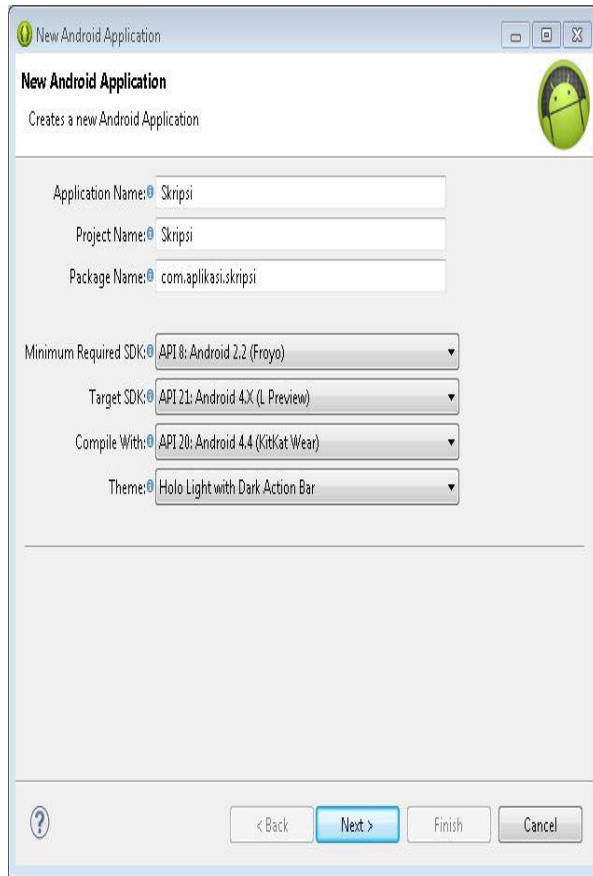 New Android Application
New Android Application
Creates a new Android Application
Application Name: Skripsi
Project Name: Skripsi
Package Name: com.aplikasi.skripsi
Minimum Required SDK: API 8: Android 2.2 (Froyo)
Target SDK: API 21: Android 4.X (L Preview)
Compile With: API 20: Android 4.4 (KitKat Wear)
Theme: Holo Light with Dark Action Bar
? < Back Next > Finish Cancel